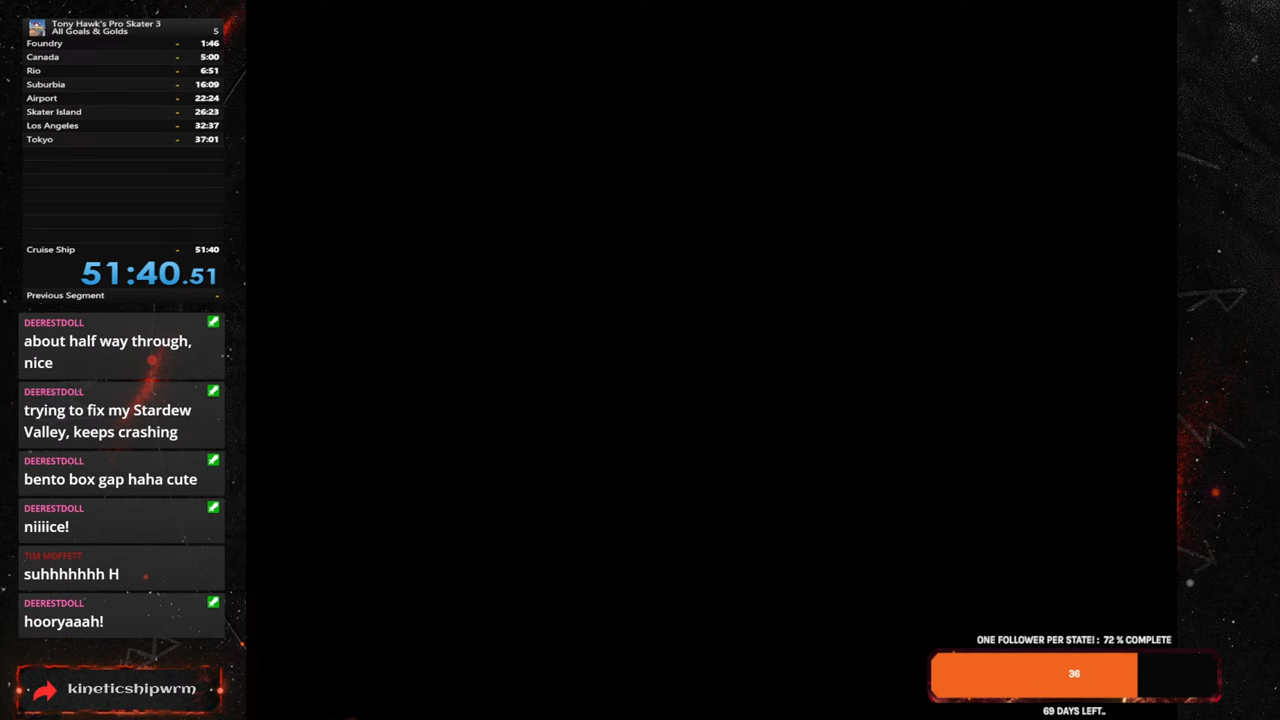 Tony Hawk's Pro Skater 3
All Goals & Golds 5
Foundry - 1:46
Canada - 5:00
Rio - 6:51
Suburbia - 16:09
Airport - 22:24
Skater Island - 26:23
Los Angeles - 32:37
Tokyo - 37:01
Cruise Ship - 51:40
51:40.51
Previous Segment -
DEERESTDOLL
about half way through,
nice
DEERESTDOLL
trying to fix my Stardew
Valley, keeps crashing
DEERESTDOLL
bento box gap haha cute
DEERESTDOLL
niiiice!
TIM MOFFETT
suhhhhhhh H
DEERESTDOLL
hooryaaah!
kineticshipwrm
ONE FOLLOWER PER STATE! : 72 % COMPLETE
36
69 DAYS LEFT..